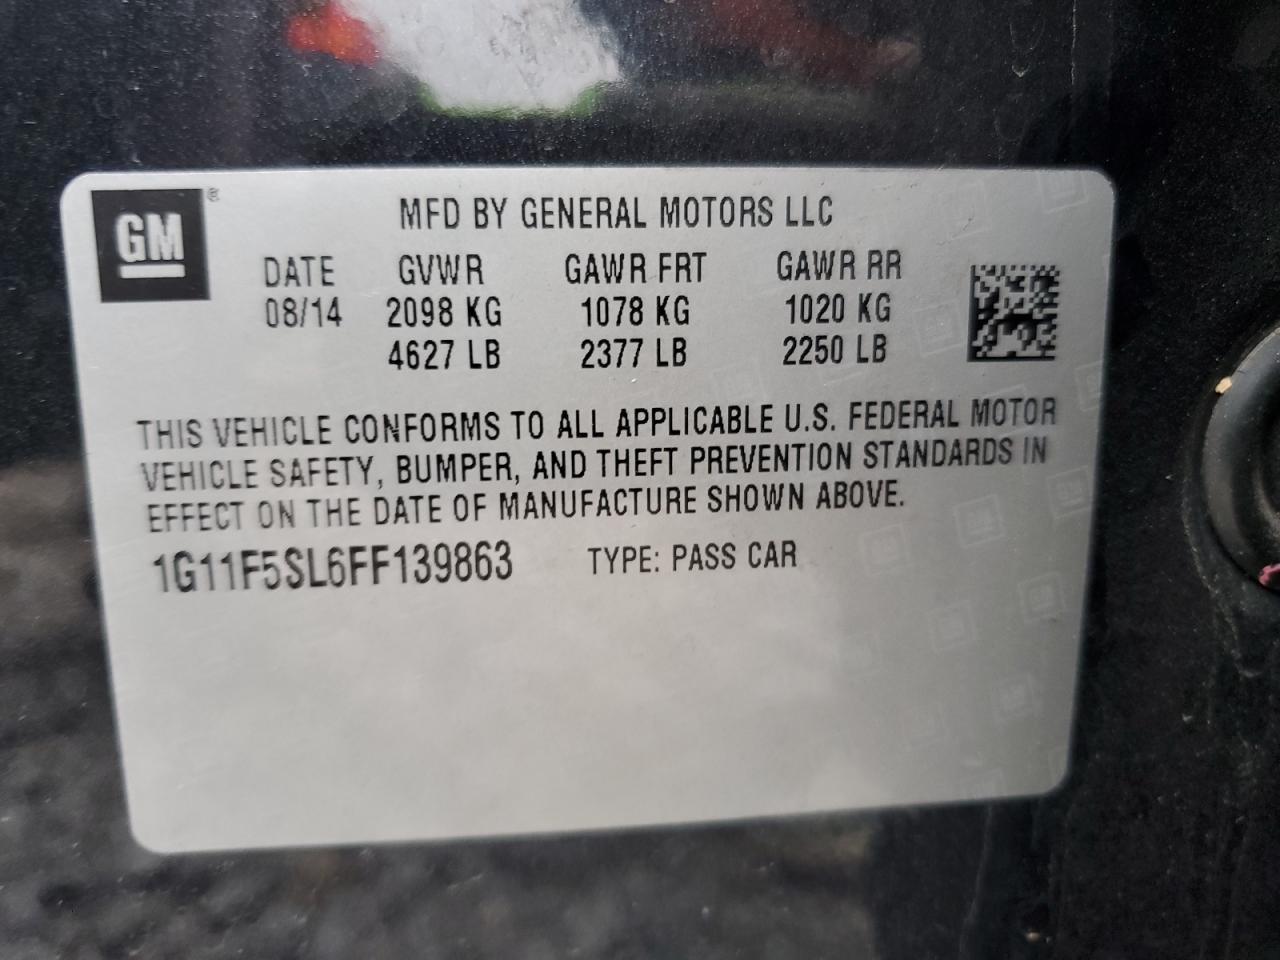 GM ®
MFD BY GENERAL MOTORS LLC
DATE GVWR GAWR FRT GAWR RR
08/14 2098 KG 1078 KG 1020 KG
4627 LB 2377 LB 2250 LB
THIS VEHICLE CONFORMS TO ALL APPLICABLE U.S. FEDERAL MOTOR
VEHICLE SAFETY, BUMPER, AND THEFT PREVENTION STANDARDS IN
EFFECT ON THE DATE OF MANUFACTURE SHOWN ABOVE.
1G11F5SL6FF139863 TYPE: PASS CAR